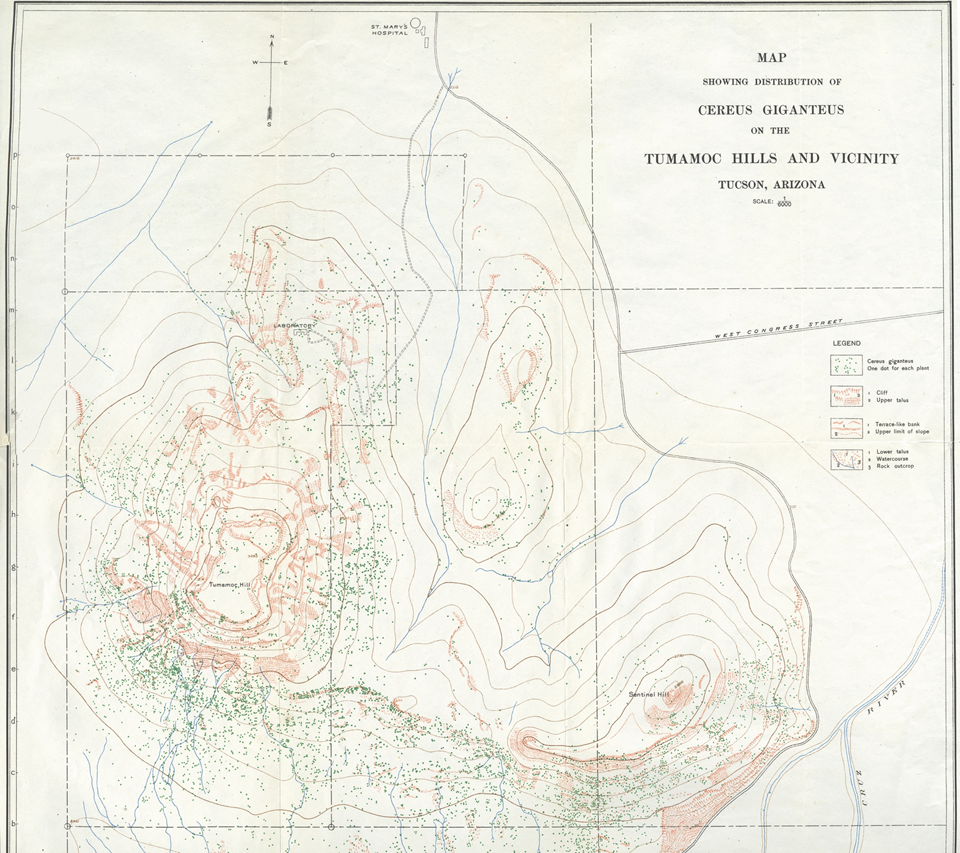 ST. MARY'S
HOSPITAL
N
W E
S
MAP
SHOWING DISTRIBUTION OF
CEREUS GIGANTEUS
ON THE
TUMAMOC HILLS AND VICINITY
TUCSON, ARIZONA
SCALE: 1/6000
p
o
n
m
l
k
j
h
g
f
e
d
c
b
LABORATORY
WEST CONGRESS STREET
LEGEND
Cereus giganteus
One dot for each plant
1 Cliff
2 Upper talus
1 Terrace-like bank
2 Upper limit of slope
1 Lower talus
2 Watercourse
3 Rock outcrop
Tumamoc Hill
Sentinel Hill
RIVER
CRUZ